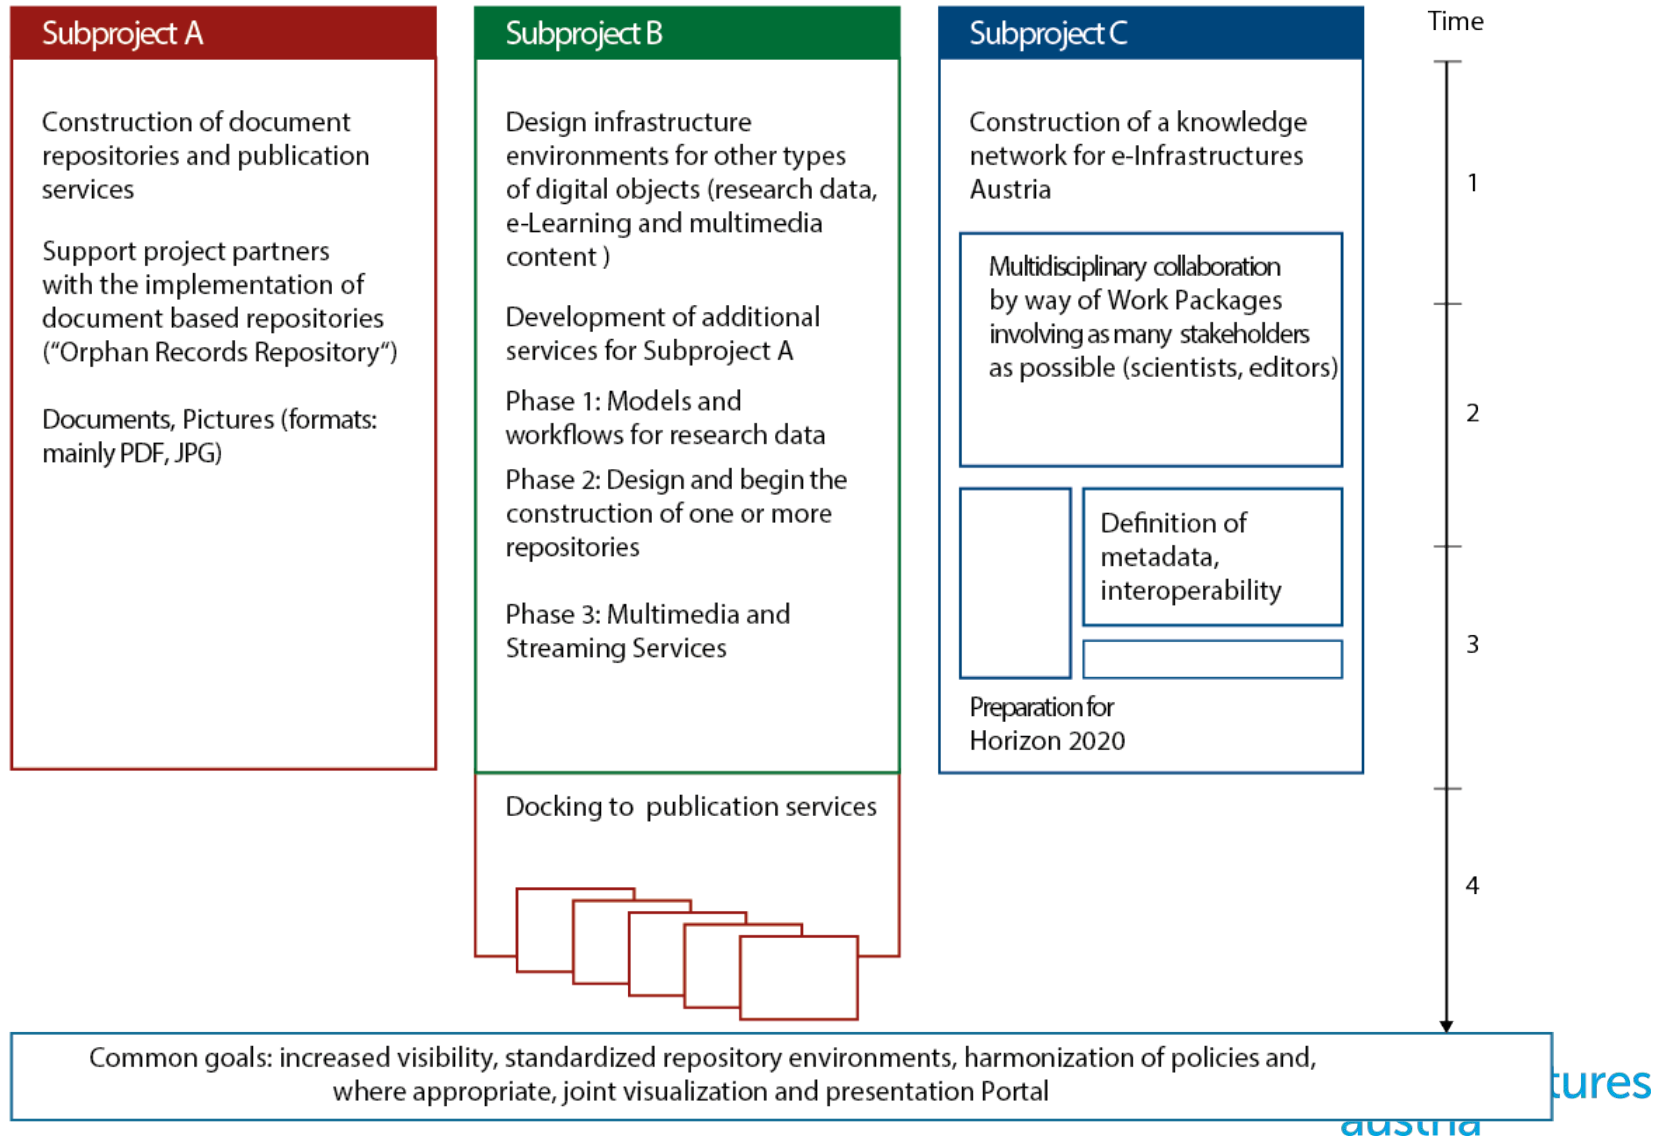 Subproject A
Construction of document
repositories and publication
services
Support project partners
with the implementation of
document based repositories
(“Orphan Records Repository“)
Documents, Pictures (formats:
mainly PDF, JPG)
Subproject B
Design infrastructure
environments for other types
of digital objects (research data,
e-Learning and multimedia
content )
Development of additional
services for Subproject A
Phase 1: Models and
workflows for research data
Phase 2: Design and begin the
construction of one or more
repositories
Phase 3: Multimedia and
Streaming Services
Docking to publication services
Subproject C
Construction of a knowledge
network for e-Infrastructures
Austria
Multidisciplinary collaboration
by way of Work Packages
involving as many stakeholders
as possible (scientists, editors)
Definition of
metadata,
interoperability
Preparation for
Horizon 2020
Time
1
2
3
4
Common goals: increased visibility, standardized repository environments, harmonization of policies and,
where appropriate, joint visualization and presentation Portal
tures
austria